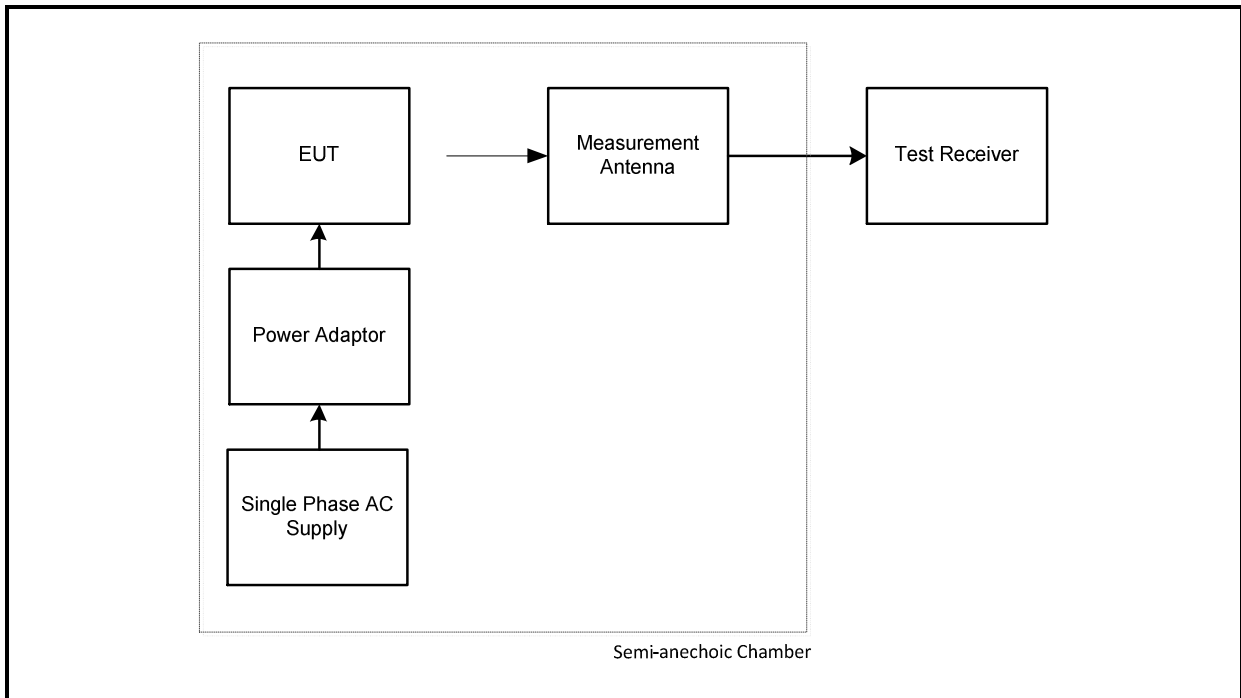 EUT
Measurement
Antenna
Test Receiver
Power Adaptor
Single Phase AC
Supply
Semi-anechoic Chamber